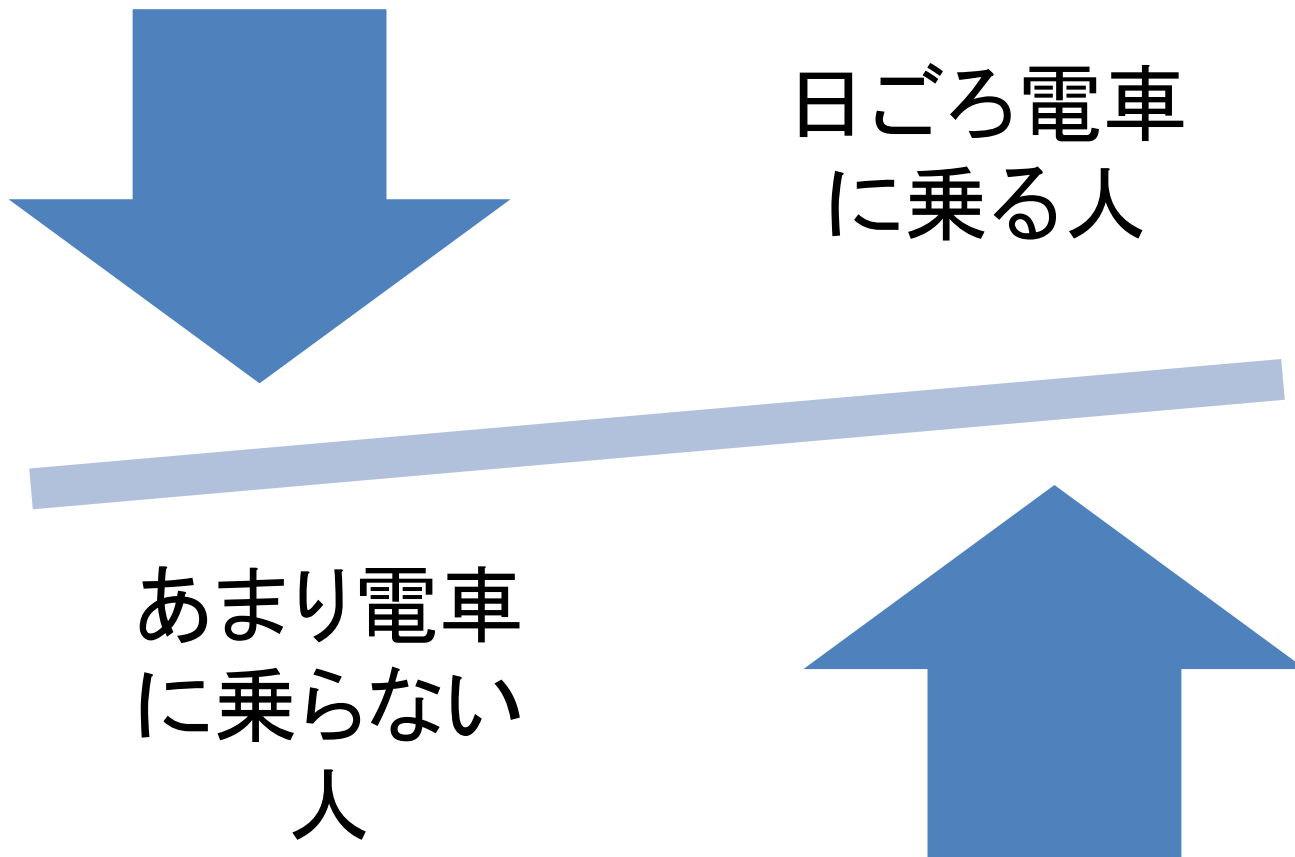 日ごろ電車
に乗る人
あまり電車
に乗らない
人